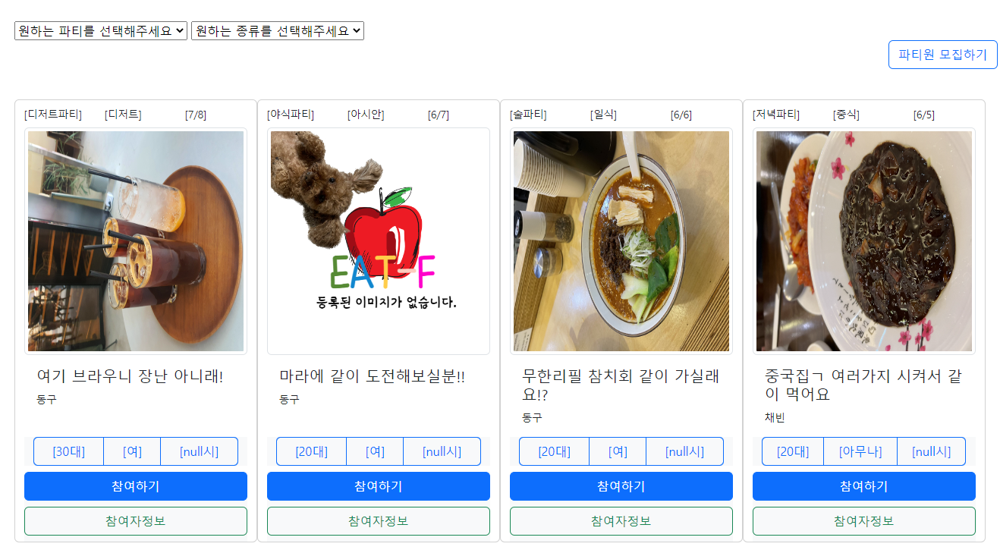 원하는 파티를 선택해주세요 원하는 종류를 선택해주세요
파티원 모집하기
[디저트파티] [디저트] [7/8]
여기 브라우니 장난 아니래!
동구
[30대] [여] [null시]
참여하기
참여자정보
[야식파티] [아시안] [6/7]
EAT-F
등록된 이미지가 없습니다.
마라에 같이 도전해보실분!!
동구
[20대] [여] [null시]
참여하기
참여자정보
[술파티] [일식] [6/6]
무한리필 참치회 같이 가실래
요!?
동구
[20대] [여] [null시]
참여하기
참여자정보
[저녁파티] [중식] [6/5]
중국집ㄱ 여러가지 시켜서 같
이 먹어요
채빈
[20대] [아무나] [null시]
참여하기
참여자정보